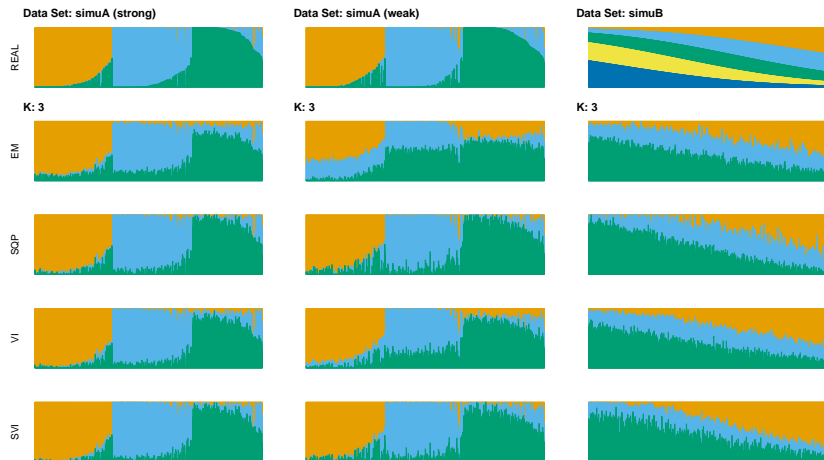 Data Set: simuA (strong)
Data Set: simuA (weak)
Data Set: simuB
REAL
K: 3
K: 3
K: 3
EM
SQP
VI
SVI